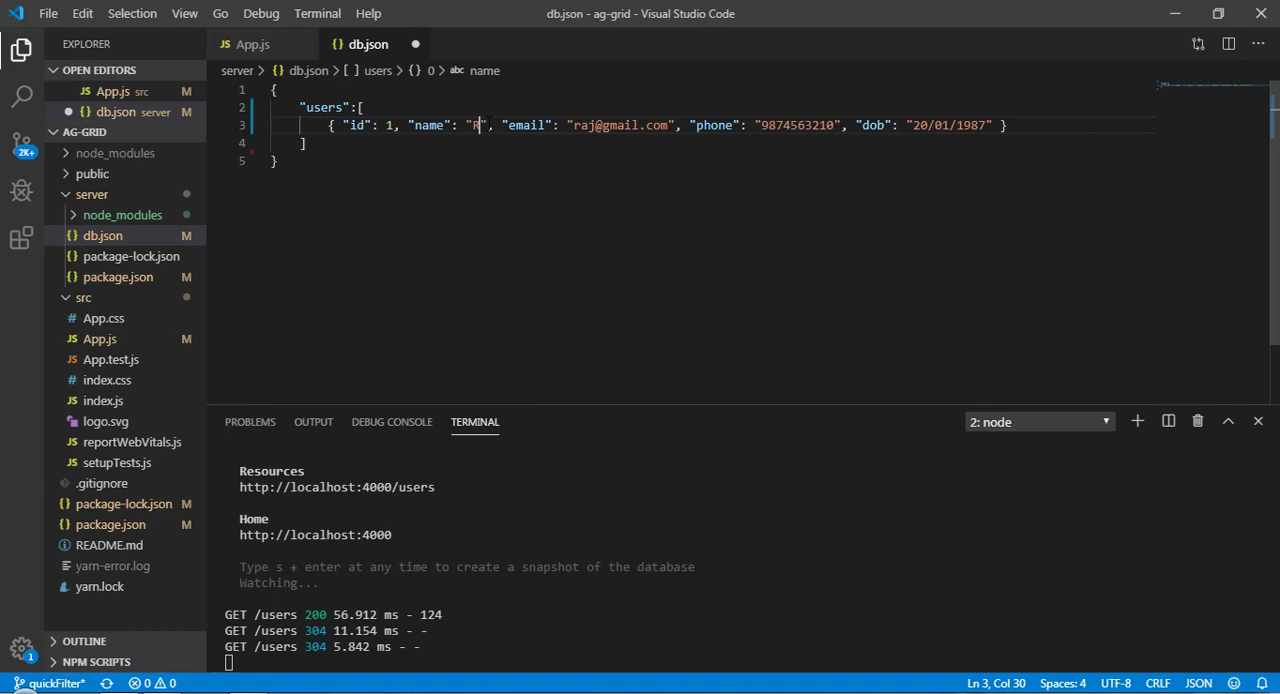 File Edit Selection View Go Debug Terminal Help
db.json - ag-grid - Visual Studio Code
EXPLORER
OPEN EDITORS
JS App.js src
{} db.json server
AG-GRID
node_modules
public
server
node_modules
{} db.json M
{} package-lock.json
{} package.json M
src
JS App.css
JS App.js M
JS App.test.js
JS index.css
JS index.js
logo.svg
JS reportWebVitals.js
JS setupTests.js
.gitignore
{} package-lock.json M
{} package.json M
README.md
yarn-error.log
yarn.lock
OUTLINE
NPM SCRIPTS
2K+
1
JS App.js
{} db.json
server > {} db.json > [ ] users > {} 0 > abc name
1 {
2 "users":[
3 { "id": 1, "name": "R", "email": "raj@gmail.com", "phone": "9874563210", "dob": "20/01/1987" }
4 ]
5 }
PROBLEMS OUTPUT DEBUG CONSOLE TERMINAL
2: node
Resources
http://localhost:4000/users
Home
http://localhost:4000
Type s + enter at any time to create a snapshot of the database
Watching...
GET /users 200 56.912 ms - 124
GET /users 304 11.154 ms - -
GET /users 304 5.842 ms - -
quickFilter* 0 0
Ln 3, Col 30 Spaces: 4 UTF-8 CRLF JSON